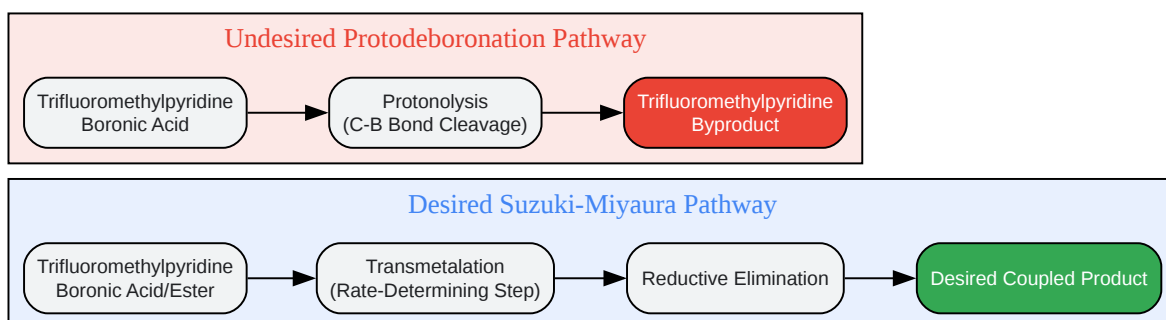 Undesired Protodeboronation Pathway
Trifluoromethylpyridine
Boronic Acid
Protonolysis
(C-B Bond Cleavage)
Trifluoromethylpyridine
Byproduct
Desired Suzuki-Miyaura Pathway
Trifluoromethylpyridine
Boronic Acid/Ester
Transmetalation
(Rate-Determining Step)
Reductive Elimination
Desired Coupled Product